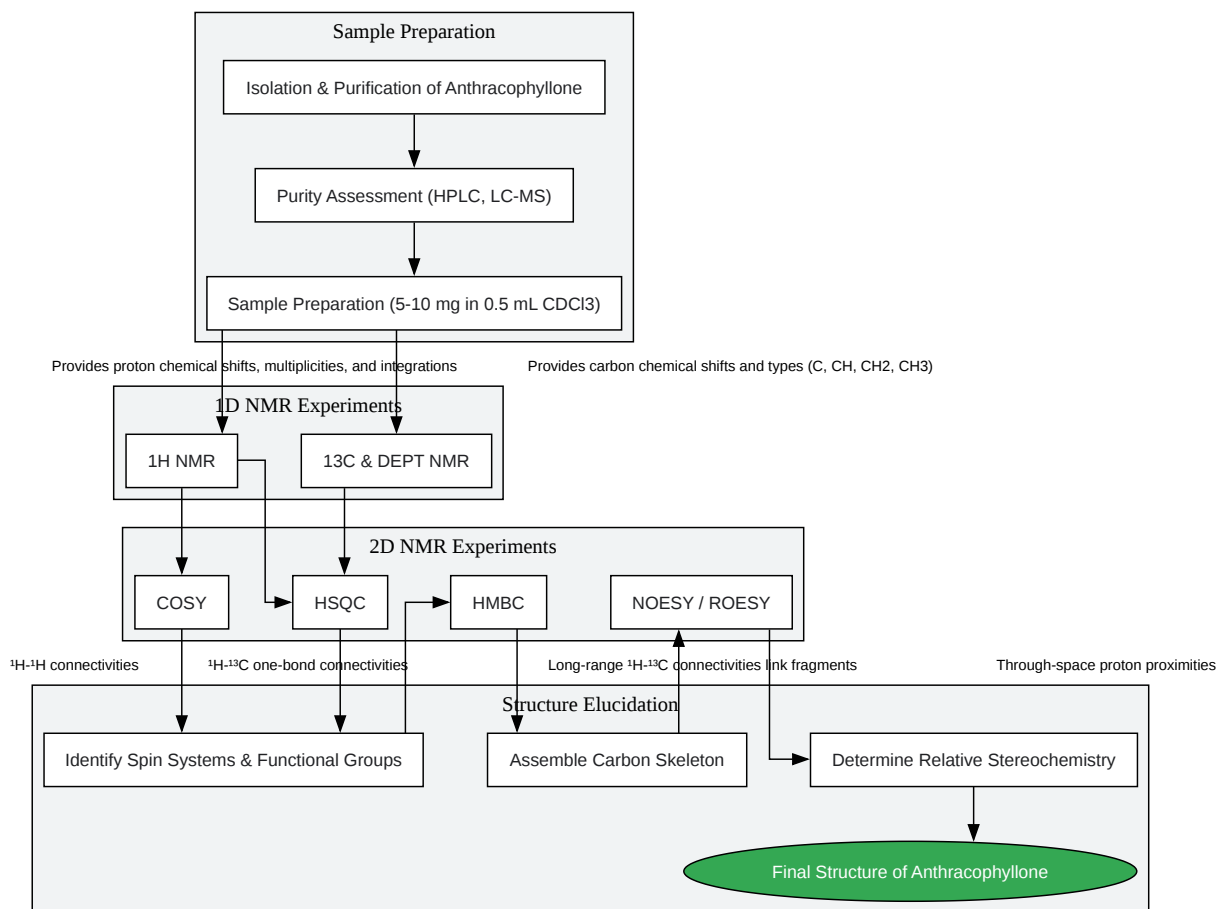 Sample Preparation
Isolation & Purification of Anthracophyllone
Purity Assessment (HPLC, LC-MS)
Sample Preparation (5-10 mg in 0.5 mL CDCl3)
Provides proton chemical shifts, multiplicities, and integrations
Provides carbon chemical shifts and types (C, CH, CH2, CH3)
1D NMR Experiments
1H NMR
13C & DEPT NMR
2D NMR Experiments
COSY
HSQC
HMBC
NOESY / ROESY
¹H-¹H connectivities
¹H-¹³C one-bond connectivities
Long-range ¹H-¹³C connectivities link fragments
Through-space proton proximities
Structure Elucidation
Identify Spin Systems & Functional Groups
Assemble Carbon Skeleton
Determine Relative Stereochemistry
Final Structure of Anthracophyllone